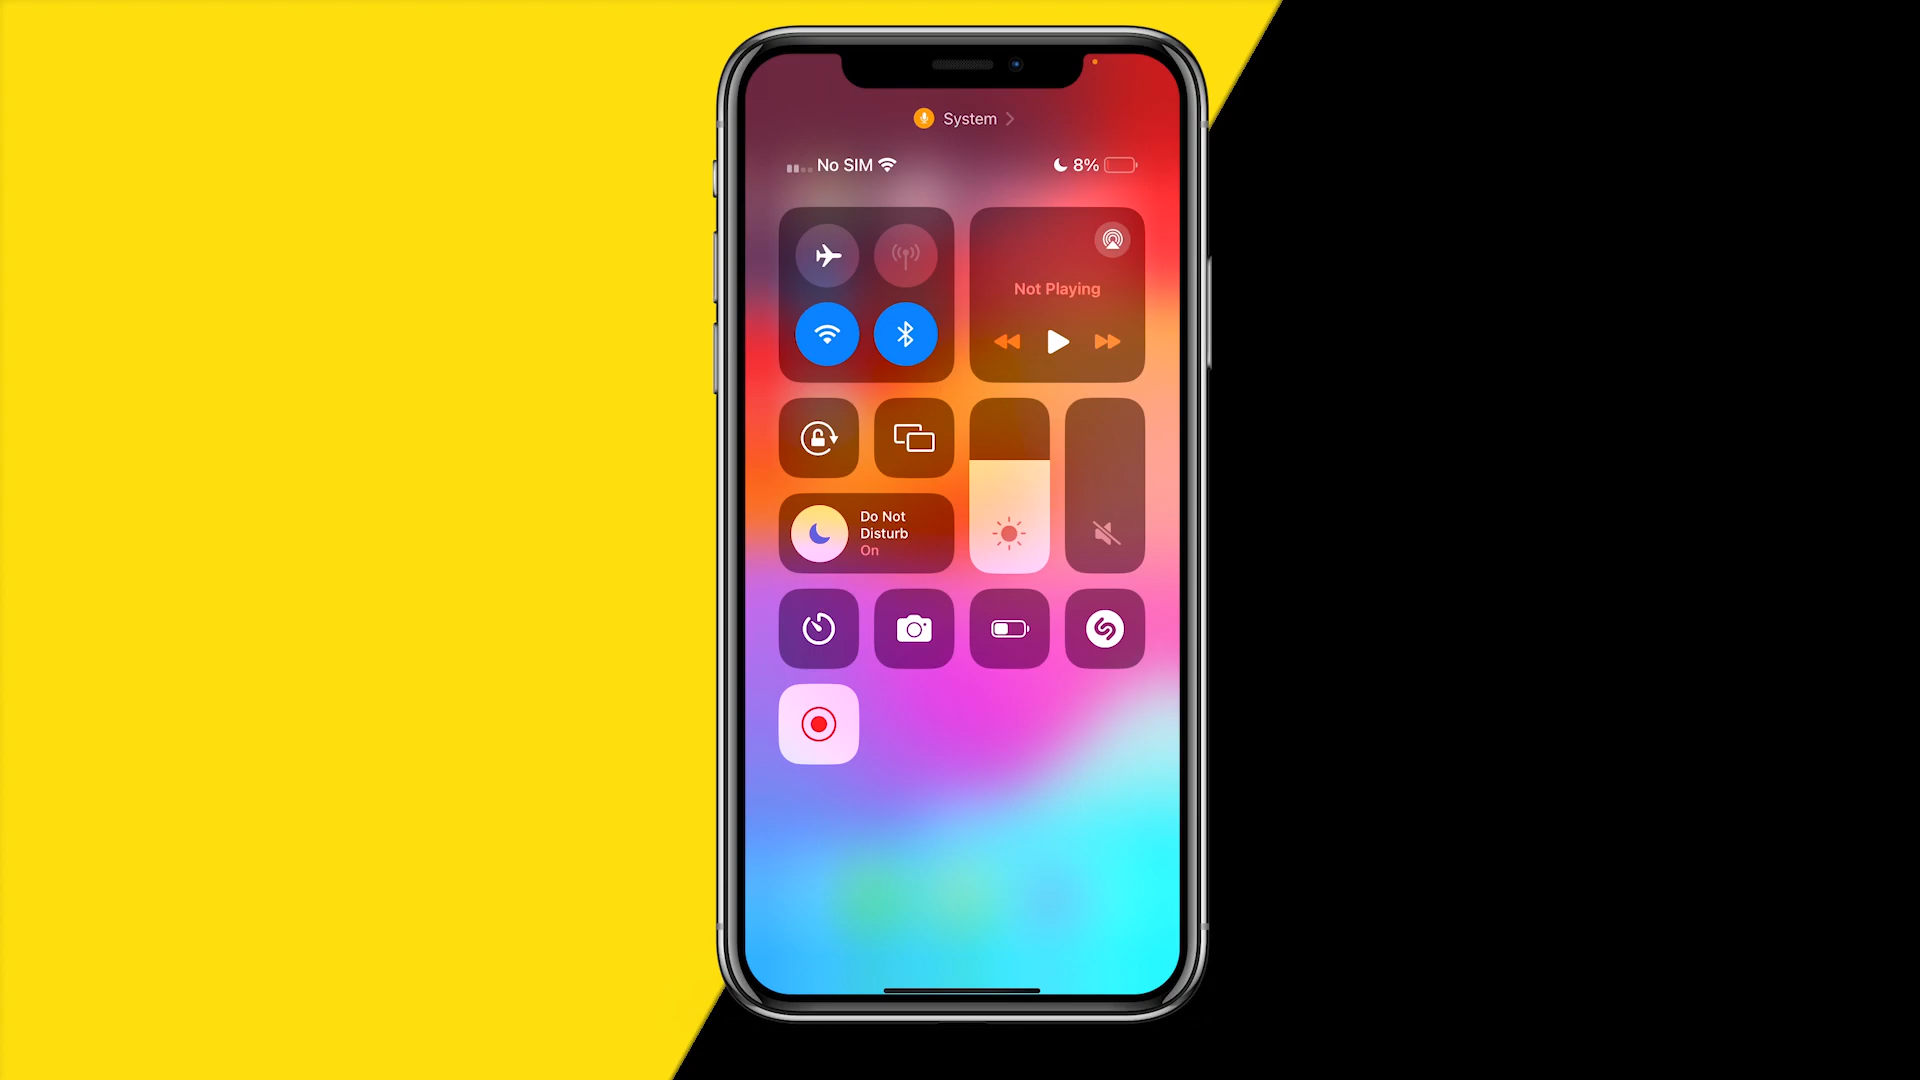 System
No SIM 8%
Not Playing
Do Not
Disturb
On